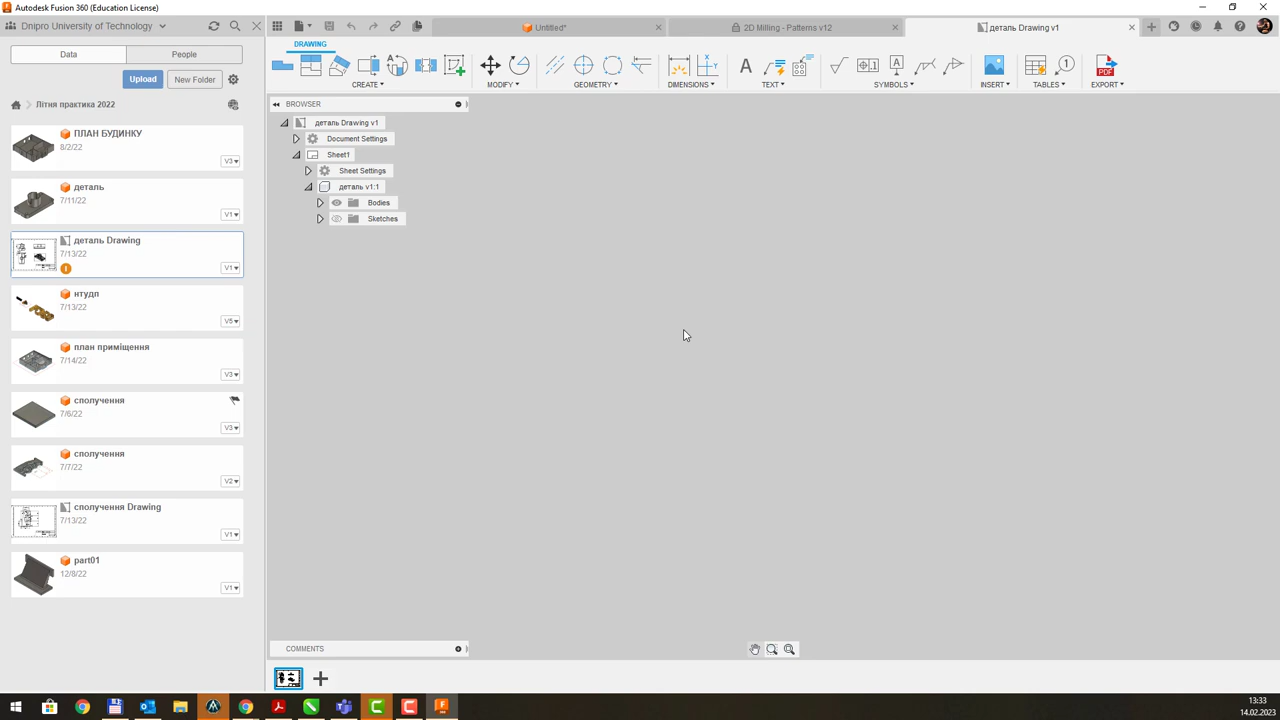 Autodesk Fusion 360 (Education License)
Dnipro University of Technology
Untitled*
2D Milling - Patterns v12
деталь Drawing v1
Data
People
Upload
New Folder
Літня практика 2022
ПЛАН БУДИНКУ
8/2/22
V3
деталь
7/11/22
V1
деталь Drawing
7/13/22
V1
нтудп
7/13/22
V5
план приміщення
7/14/22
V3
сполучення
7/6/22
V3
сполучення
7/7/22
V2
сполучення Drawing
7/13/22
V1
part01
12/8/22
V1
DRAWING
CREATE
MODIFY
GEOMETRY
DIMENSIONS
TEXT
SYMBOLS
INSERT
TABLES
EXPORT
PDF
BROWSER
деталь Drawing v1
Document Settings
Sheet1
Sheet Settings
деталь v1:1
Bodies
Sketches
COMMENTS
13:33
14.02.2023